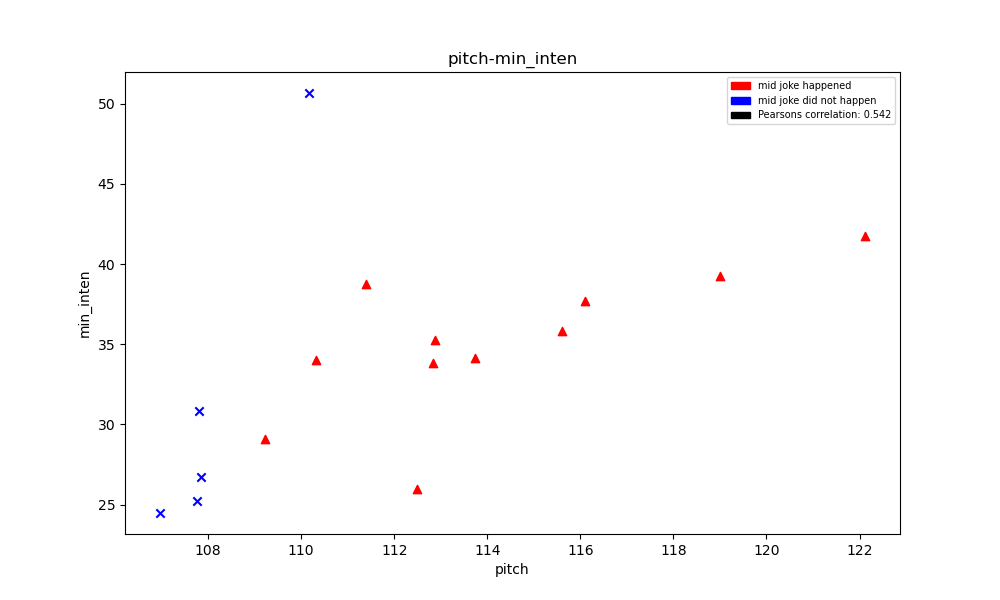 pitch-min_inten
mid joke happened
mid joke did not happen
Pearsons correlation: 0.542
50
45
40
35
30
25
min_inten
108 110 112 114 116 118 120 122
pitch